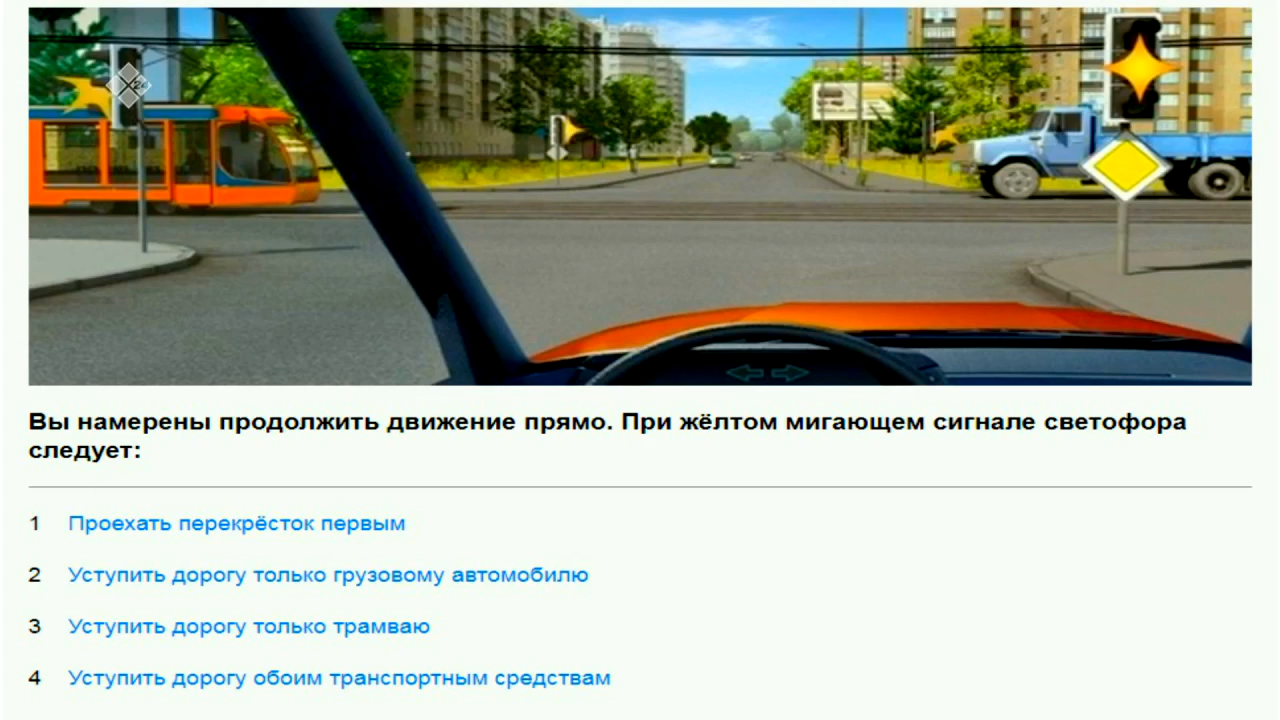 Вы намерены продолжить движение прямо. При жёлтом мигающем сигнале светофора
следует:
1 Проехать перекрёсток первым
2 Уступить дорогу только грузовому автомобилю
3 Уступить дорогу только трамваю
4 Уступить дорогу обоим транспортным средствам